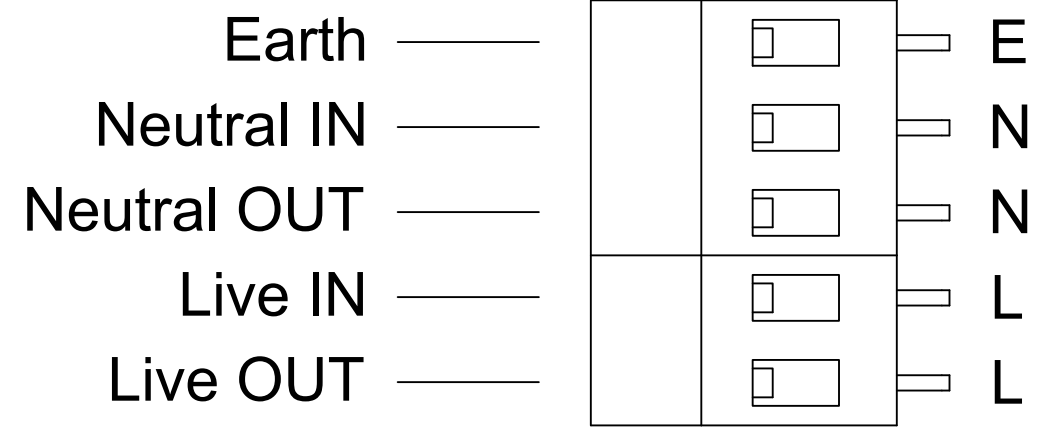 Earth E
Neutral IN N
Neutral OUT N
Live IN L
Live OUT L